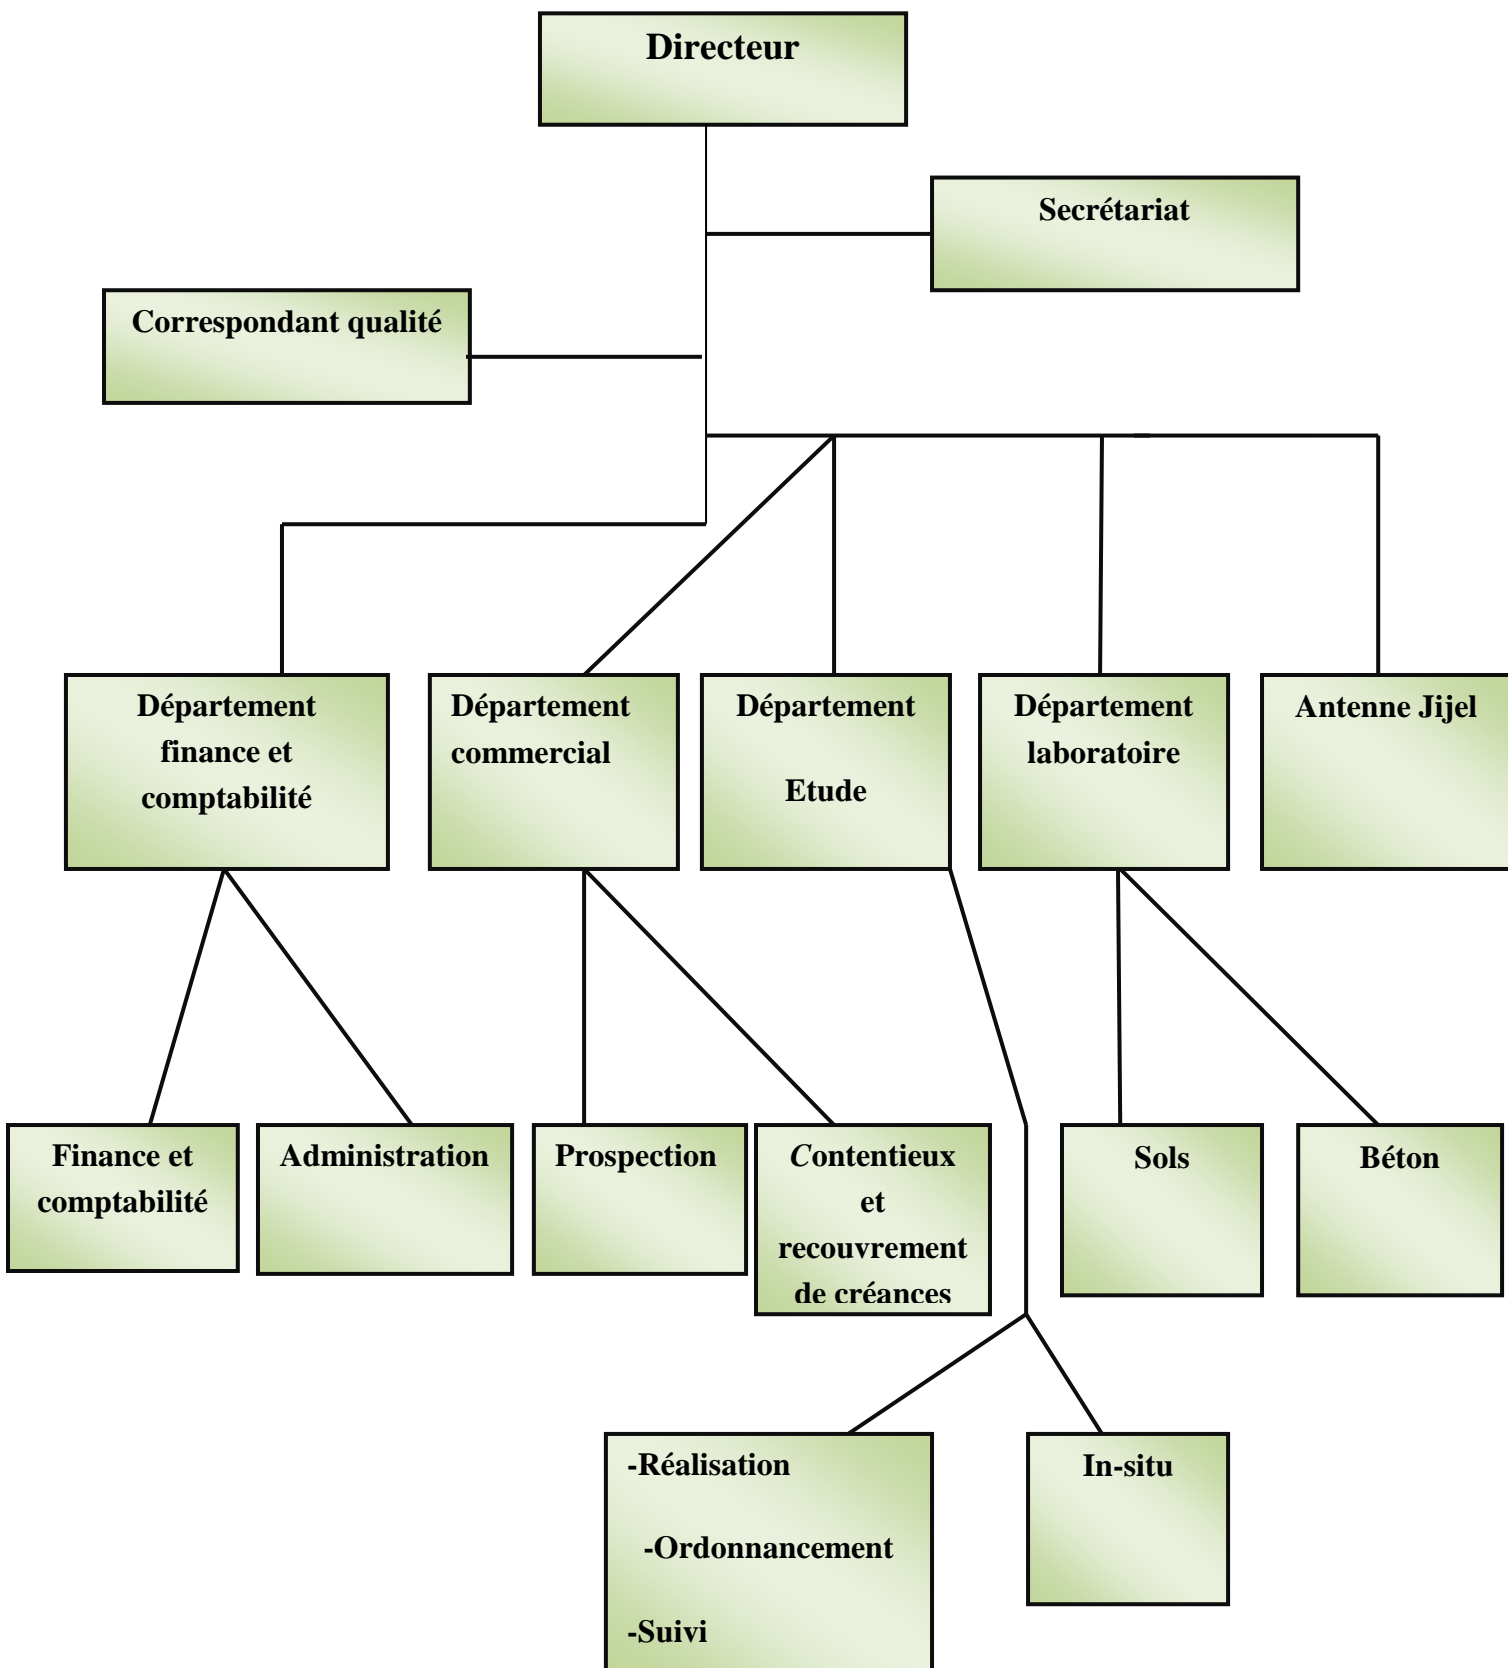 Directeur
Secrétariat
Correspondant qualité
Département
finance et
comptabilité
Département
commercial
Département
Etude
Département
laboratoire
Antenne Jijel
Finance et
comptabilité
Administration
Prospection
Contentieux
et
recouvrement
de créances
Sols
Béton
-Réalisation
-Ordonnancement
-Suivi
In-situ